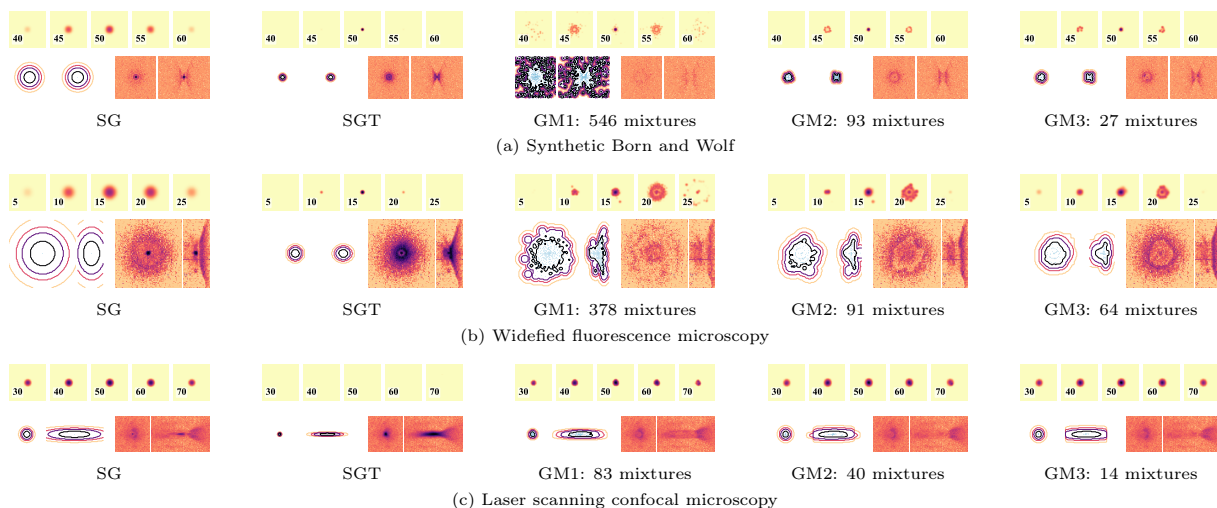 40 45 50 55 60 40 45 50 55 60 40 45 50 55 60 40 45 50 55 60 40 45 50 55 60
SG SGT GM1: 546 mixtures GM2: 93 mixtures GM3: 27 mixtures
(a) Synthetic Born and Wolf
5 10 15 20 25 5 10 15 20 25 5 10 15 20 25 5 10 15 20 25 5 10 15 20 25
SG SGT GM1: 378 mixtures GM2: 91 mixtures GM3: 64 mixtures
(b) Widefied fluorescence microscopy
30 40 50 60 70 30 40 50 60 70 30 40 50 60 70 30 40 50 60 70 30 40 50 60 70
SG SGT GM1: 83 mixtures GM2: 40 mixtures GM3: 14 mixtures
(c) Laser scanning confocal microscopy